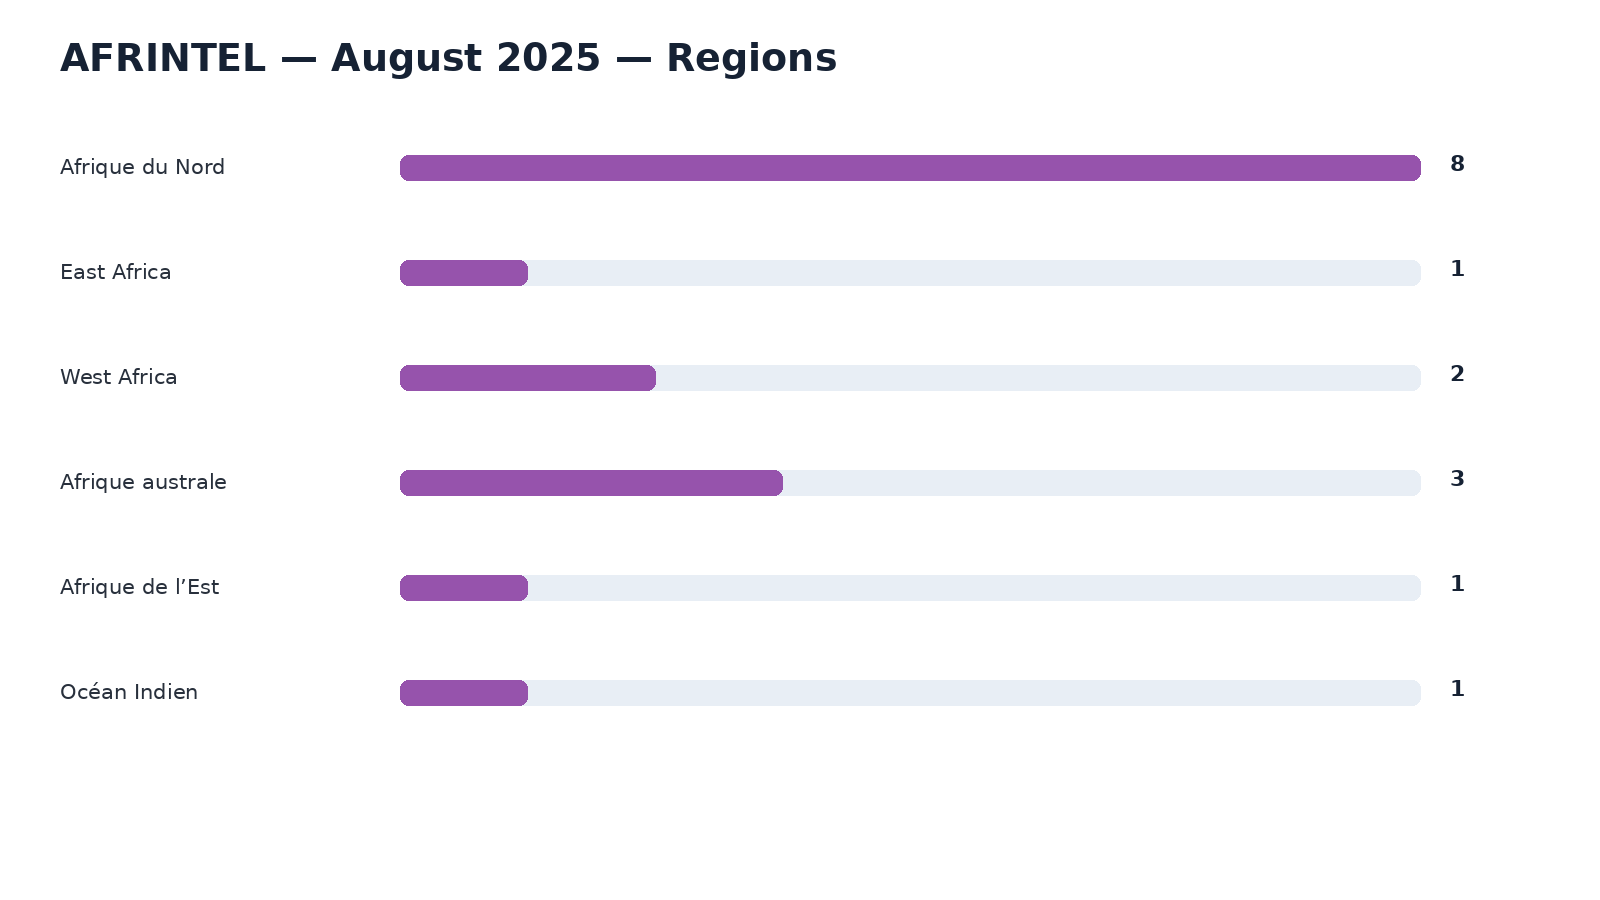 AFRINTEL — August 2025 — Regions
Afrique du Nord 8
East Africa 1
West Africa 2
Afrique australe 3
Afrique de l’Est 1
Océan Indien 1